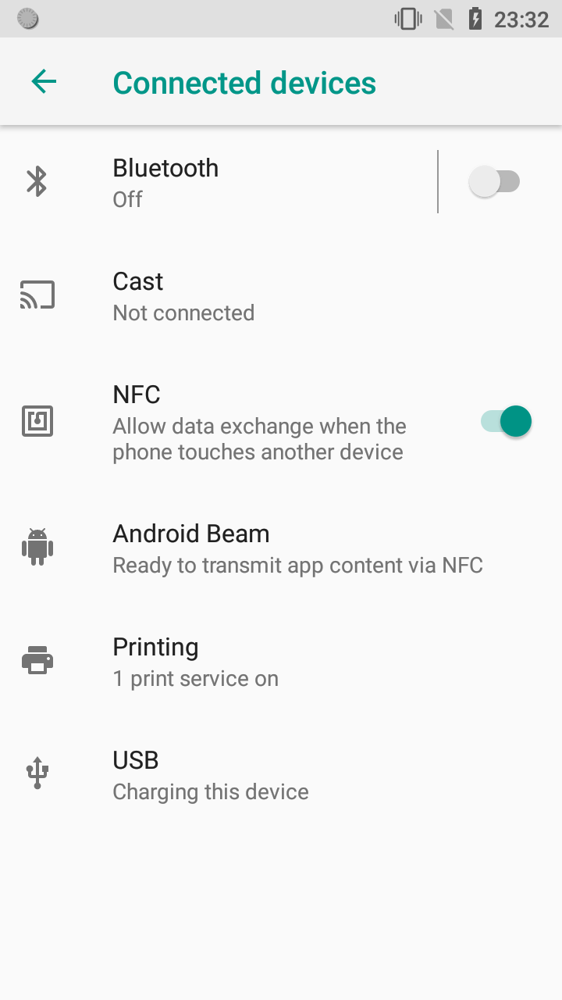 23:32
Connected devices
Bluetooth
Off
Cast
Not connected
NFC
Allow data exchange when the
phone touches another device
Android Beam
Ready to transmit app content via NFC
Printing
1 print service on
USB
Charging this device